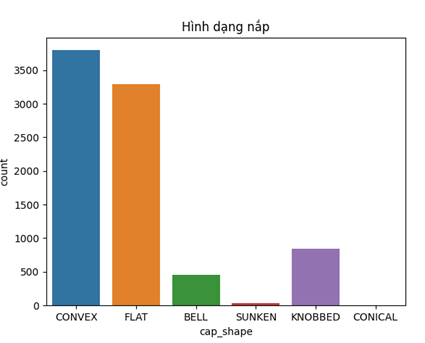 Hình dạng nắp
3500
3000
2500
2000
1500
1000
500
0
count
CONVEX FLAT BELL SUNKEN KNOBBED CONICAL
cap_shape